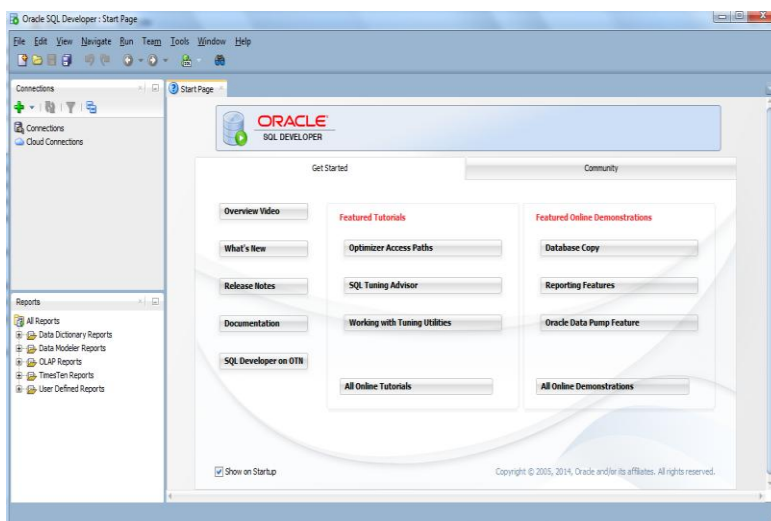 Oracle SQL Developer : Start Page
File Edit View Navigate Run Team Tools Window Help
Connections
Connections
Cloud Connections
Reports
All Reports
Data Dictionary Reports
Data Modeler Reports
OLAP Reports
TimesTen Reports
User Defined Reports
Start Page
ORACLE
SQL DEVELOPER
Get Started
Community
Overview Video
What's New
Release Notes
Documentation
SQL Developer on OTN
Featured Tutorials
Optimizer Access Paths
SQL Tuning Advisor
Working with Tuning Utilities
All Online Tutorials
Featured Online Demonstrations
Database Copy
Reporting Features
Oracle Data Pump Feature
All Online Demonstrations
Show on Startup
Copyright © 2005, 2014, Oracle and/or its affiliates. All rights reserved.